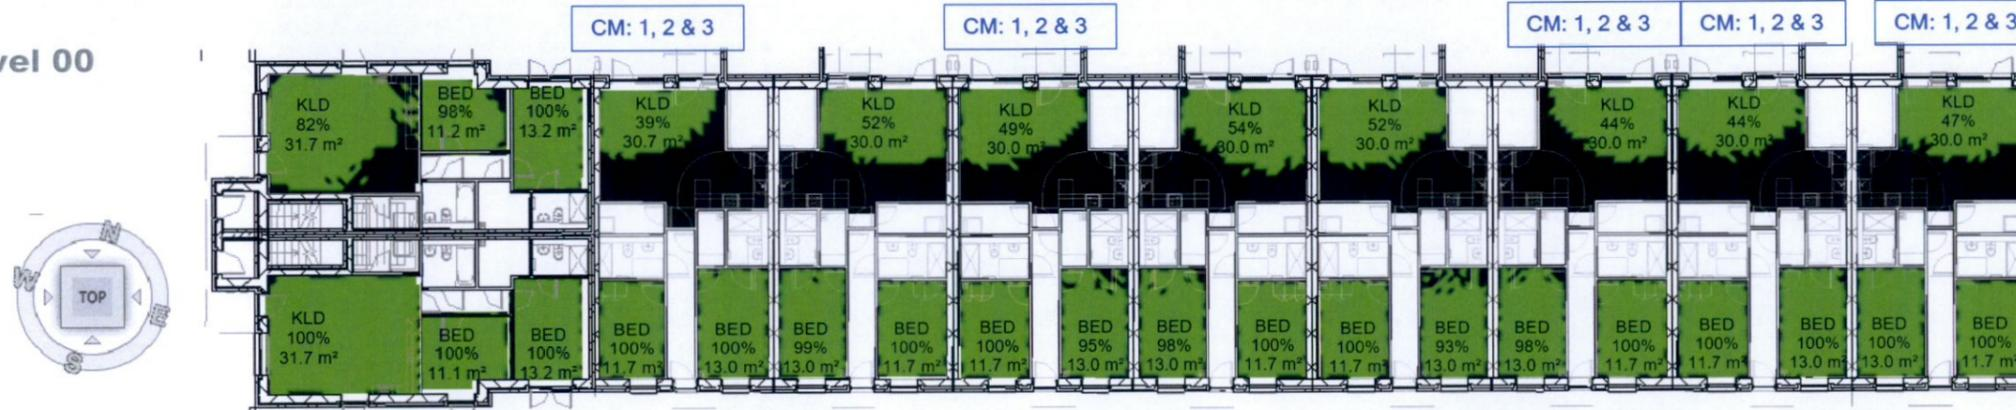 CM: 1, 2 & 3
CM: 1, 2 & 3
CM: 1, 2 & 3
CM: 1, 2 & 3
CM: 1, 2 & 3
vel 00
KLD
82%
31.7 m²
BED
98%
11.2 m²
BED
100%
13.2 m²
KLD
39%
30.7 m²
KLD
52%
30.0 m²
KLD
49%
30.0 m²
KLD
54%
30.0 m²
KLD
52%
30.0 m²
KLD
44%
30.0 m²
KLD
44%
30.0 m²
KLD
47%
30.0 m²
N
W
TOP
E
S
KLD
100%
31.7 m²
BED
100%
11.1 m²
BED
100%
13.2 m²
BED
100%
11.7 m²
BED
100%
13.0 m²
BED
99%
13.0 m²
BED
100%
11.7 m²
BED
100%
11.7 m²
BED
95%
13.0 m²
BED
98%
13.0 m²
BED
100%
11.7 m²
BED
100%
11.7 m²
BED
93%
13.0 m²
BED
98%
13.0 m²
BED
100%
11.7 m²
BED
100%
11.7 m²
BED
100%
13.0 m²
BED
100%
13.0 m²
BED
100%
11.7 m